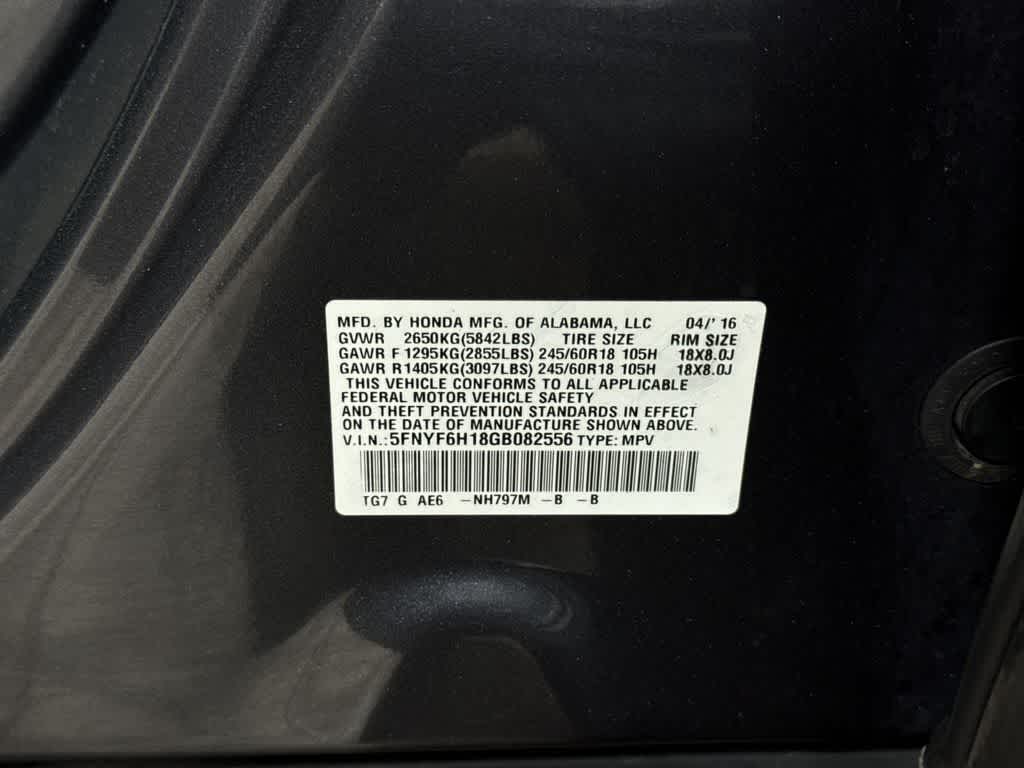 MFD. BY HONDA MFG. OF ALABAMA, LLC 04/'16
GVWR 2650KG(5842LBS) TIRE SIZE RIM SIZE
GAWR F 1295KG(2855LBS) 245/60R18 105H 18X8.0J
GAWR R 1405KG(3097LBS) 245/60R18 105H 18X8.0J
THIS VEHICLE CONFORMS TO ALL APPLICABLE
FEDERAL MOTOR VEHICLE SAFETY
AND THEFT PREVENTION STANDARDS IN EFFECT
ON THE DATE OF MANUFACTURE SHOWN ABOVE.
V.I.N.: 5FNYF6H18GB082556 TYPE: MPV
TG7 G AE6 -NH797M -B -B